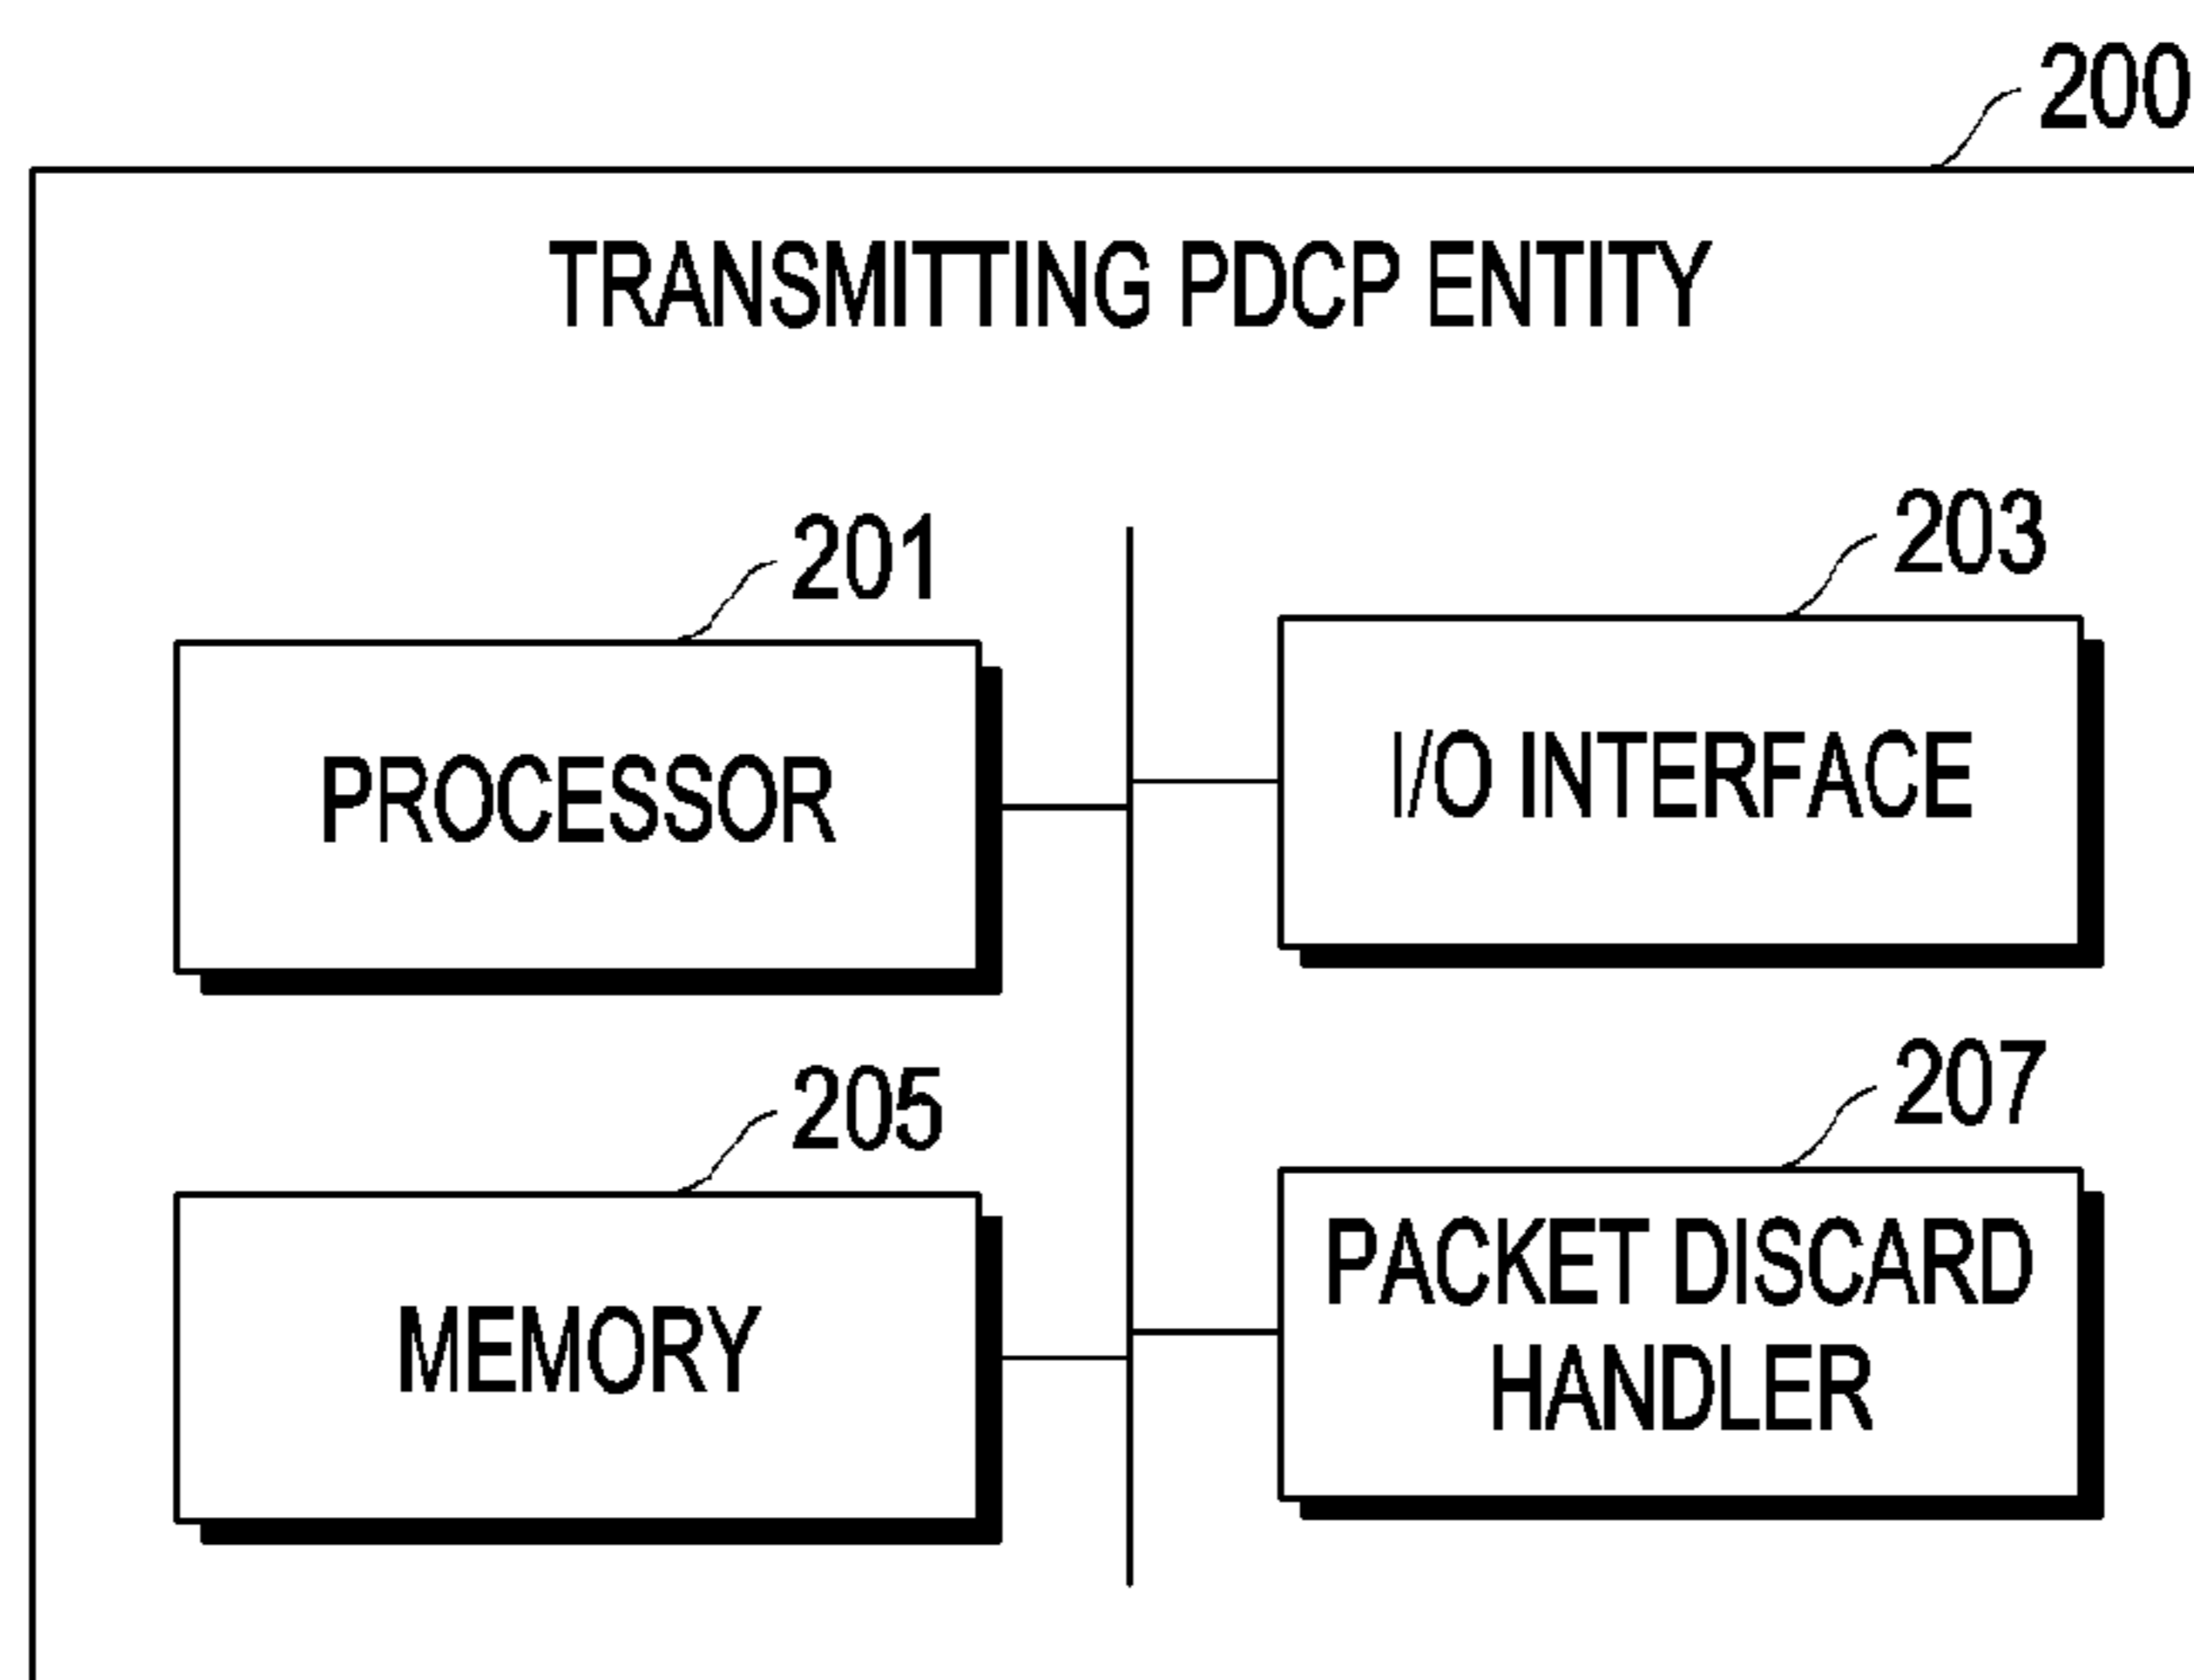 200
TRANSMITTING PDCP ENTITY
201
203
PROCESSOR
I/O INTERFACE
205
207
MEMORY
PACKET DISCARD
HANDLER